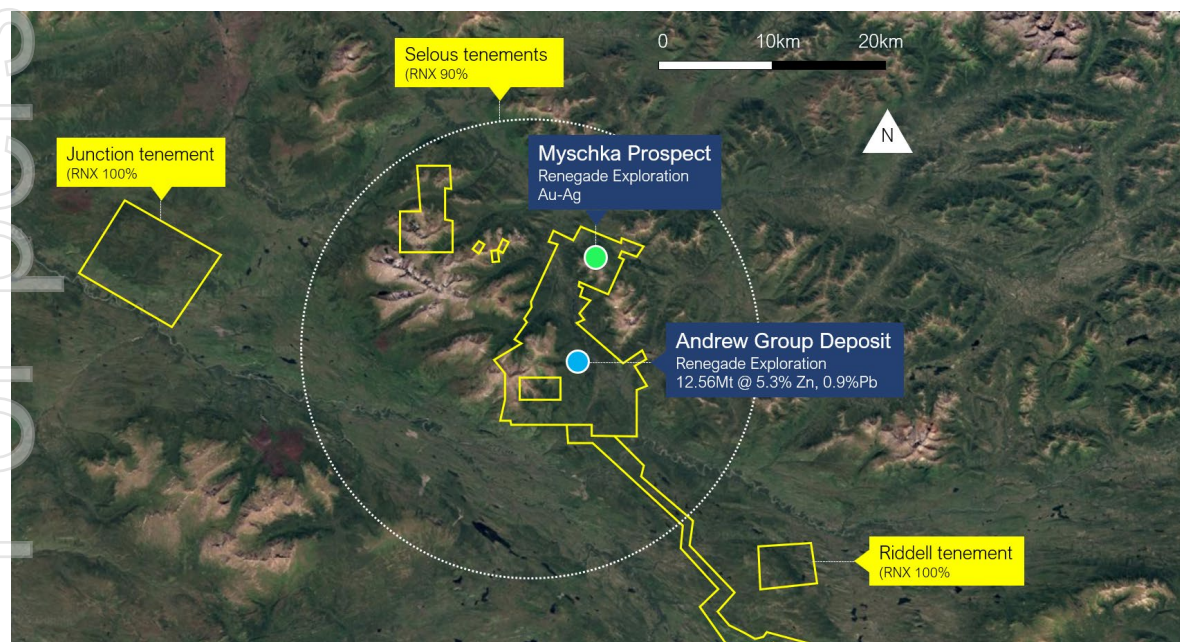 0 10km 20km
Selous tenements
(RNX 90%
N
Myschka Prospect
Renegade Exploration
Au-Ag
Junction tenement
(RNX 100%
Andrew Group Deposit
Renegade Exploration
12.56Mt @ 5.3% Zn, 0.9%Pb
Riddell tenement
(RNX 100%